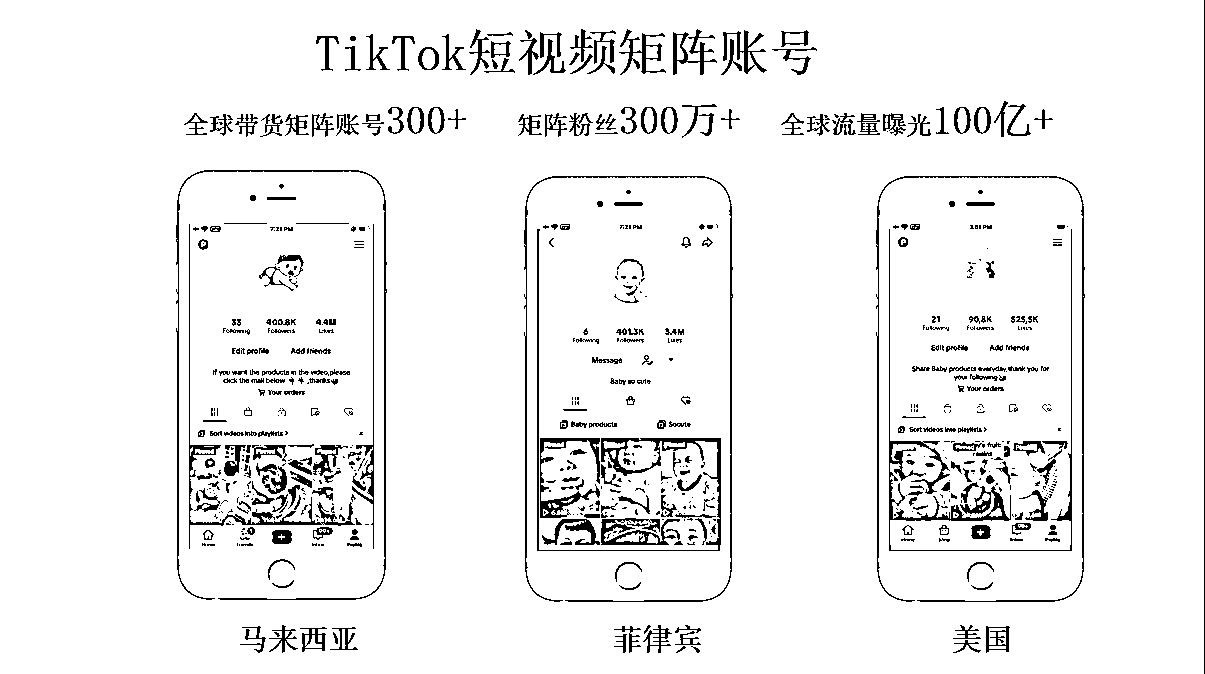 TikTok短视频矩阵账号
全球带货矩阵账号300+ 矩阵粉丝300万+ 全球流量曝光100亿+
7:21 PM
33 400.8K 4.4M
Following Followers Likes
Edit profile Add friends
If you want the products in the video,please
click the mall below ,thanks
Your orders
Sort videos into playlists >
Home
Inbox
Profile
7:21 PM
6 401.3K 3.4M
Following Followers Likes
Message
Baby so cute
Baby products Socute
21 90.8K 525.5K
Following Followers Likes
Edit profile Add friends
Share Baby products everyday,thank you for
your following
Your orders
Sort videos into playlists >
Home Shop Inbox Profile
马来西亚 菲律宾 美国